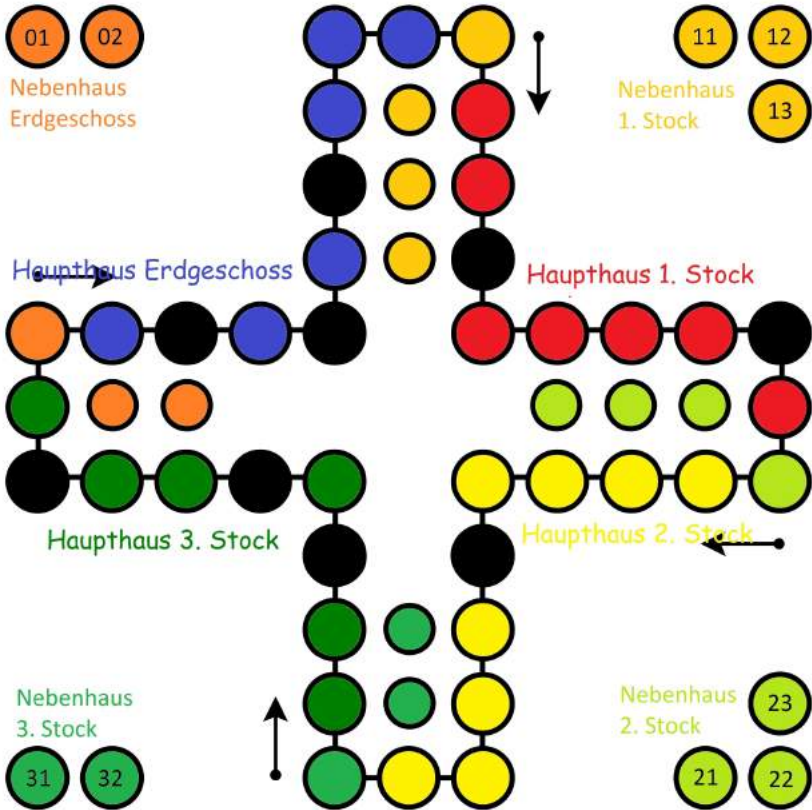 01 02
Nebenhaus
Erdgeschoss
11 12
Nebenhaus
1. Stock
13
Haupthaus Erdgeschoss
Haupthaus 1. Stock
Haupthaus 3. Stock
Haupthaus 2. Stock
Nebenhaus
3. Stock
31 32
Nebenhaus
2. Stock
23
21 22